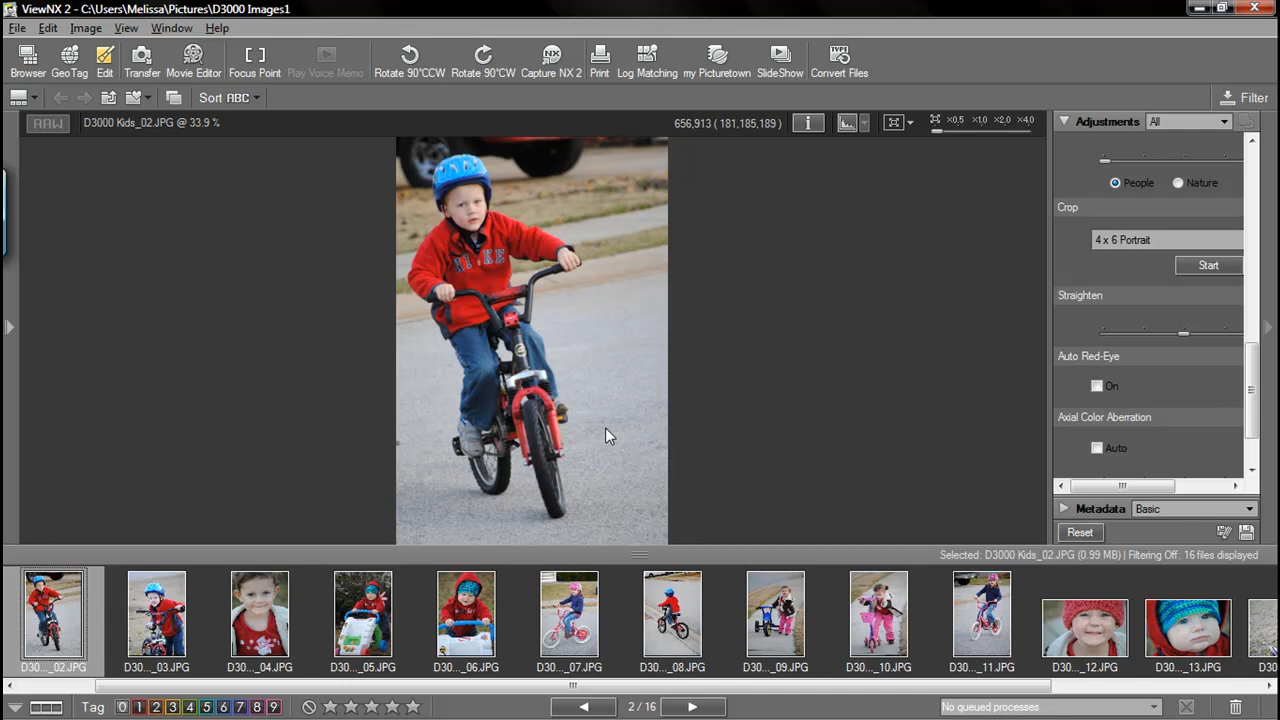 ViewNX 2 - C:\Users\Melissa\Pictures\D3000 Images1
File Edit Image View Window Help
Browser GeoTag Edit Transfer Movie Editor Focus Point Play Voice Memo Rotate 90°CCW Rotate 90°CW Capture NX 2 Print Log Matching my Picturetown SlideShow Convert Files
Sort ABC Filter
RAW D3000 Kids_02.JPG @ 33.9 % 656,913 ( 181,185,189 ) ×0.5 ×1.0 ×2.0 ×4.0
Adjustments All
People Nature
Crop
4 x 6 Portrait
Start
Straighten
Auto Red-Eye
On
Axial Color Aberration
Auto
Metadata Basic
Reset
NIKE
Selected: D3000 Kids_02.JPG (0.99 MB) | Filtering Off: 16 files displayed
D30..._02.JPG D30..._03.JPG D30..._04.JPG D30..._05.JPG D30..._06.JPG D30..._07.JPG D30..._08.JPG D30..._09.JPG D30..._10.JPG D30..._11.JPG D30..._12.JPG D30..._13.JPG
Tag 0 1 2 3 4 5 6 7 8 9 2 / 16 No queued processes